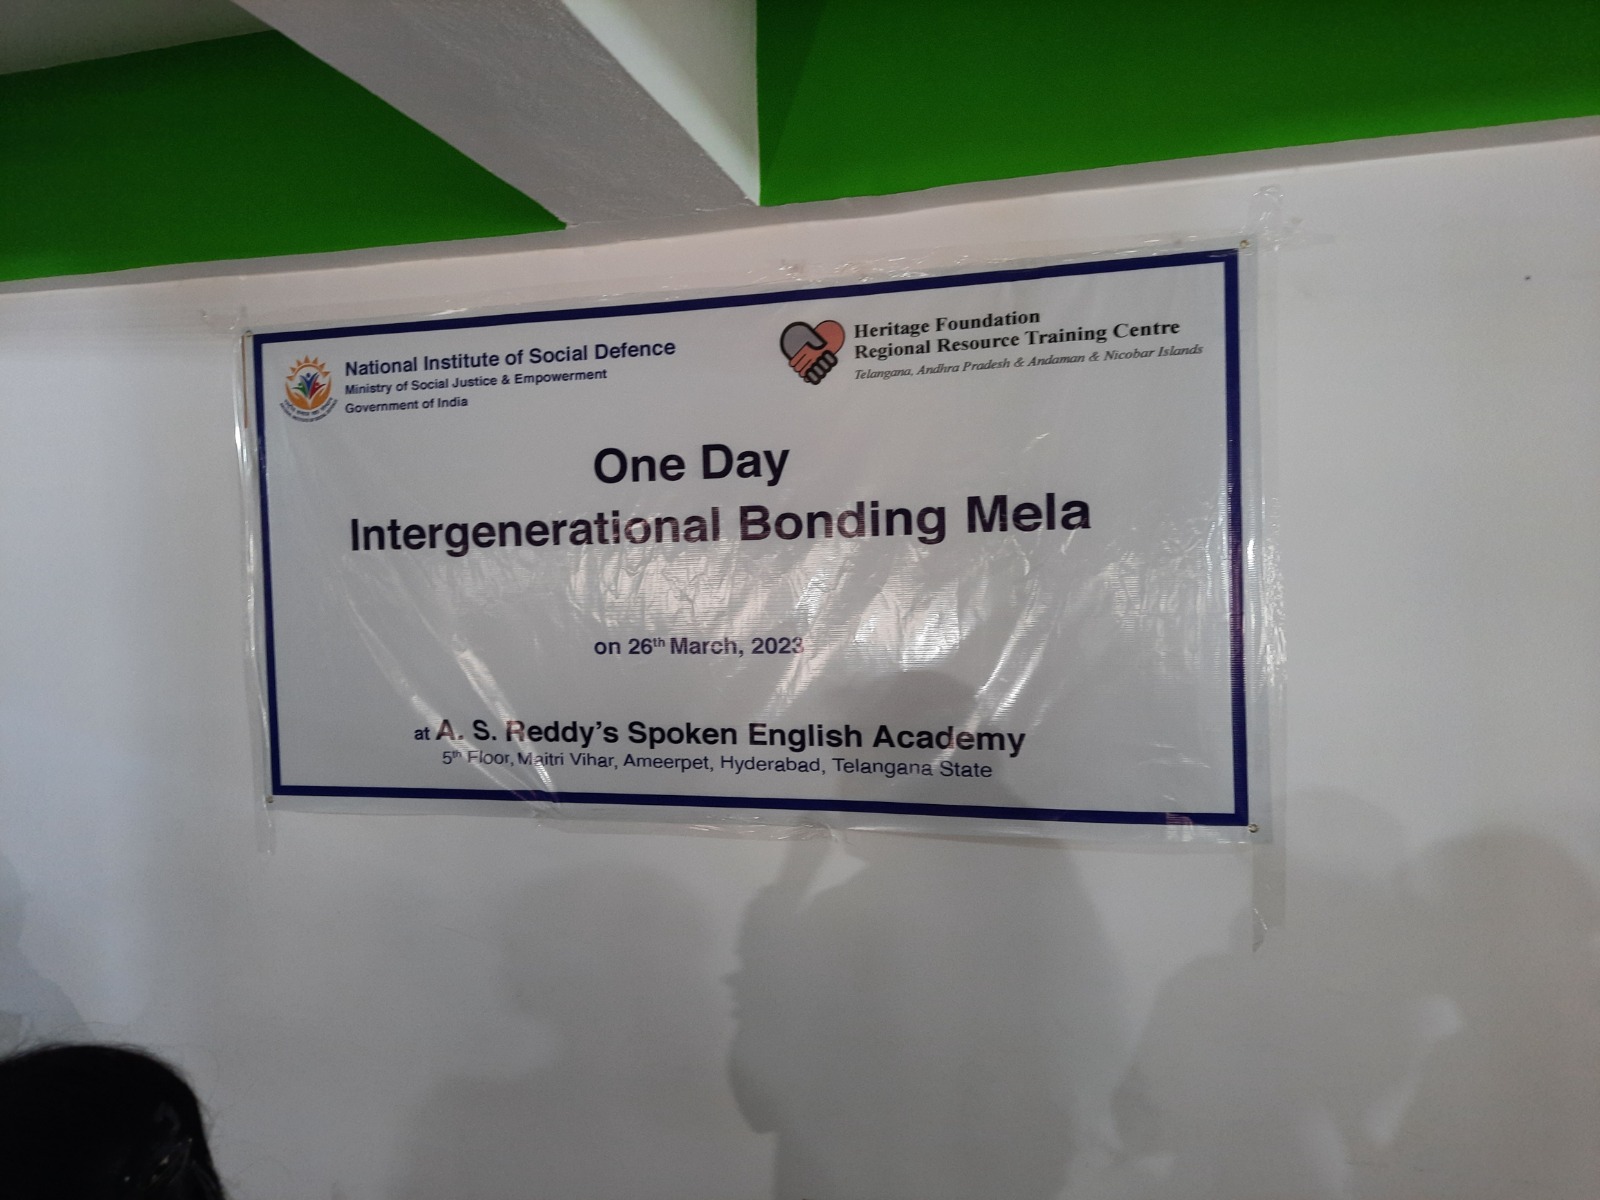 National Institute of Social Defence
Ministry of Social Justice & Empowerment
Government of India
Heritage Foundation
Regional Resource Training Centre
Telangana, Andhra Pradesh & Andaman & Nicobar Islands
One Day
Intergenerational Bonding Mela
on 26th March, 2023
at A. S. Reddy's Spoken English Academy
5th Floor, Maitri Vihar, Ameerpet, Hyderabad, Telangana State